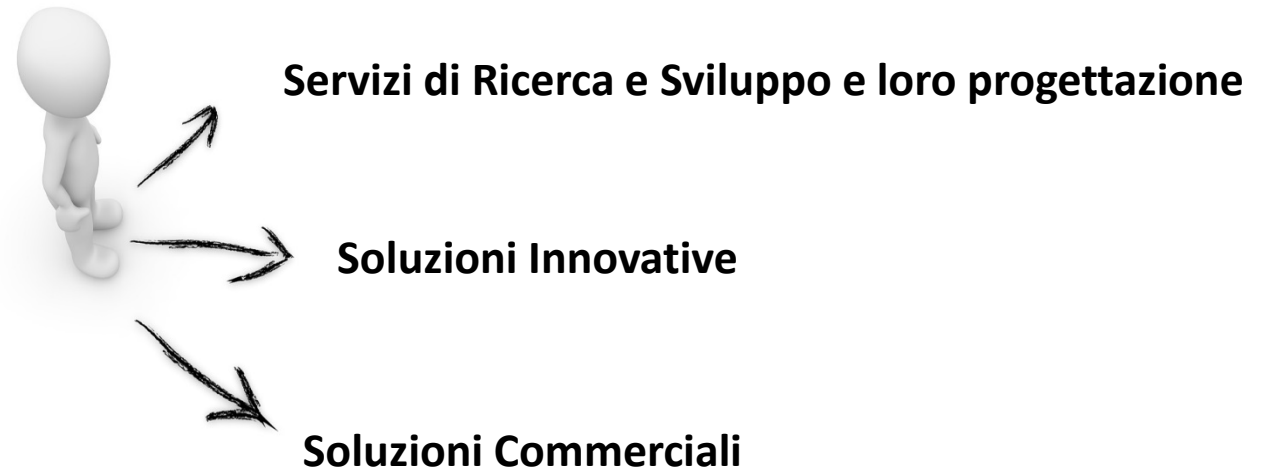 Servizi di Ricerca e Sviluppo e loro progettazione
Soluzioni Innovative
Soluzioni Commerciali